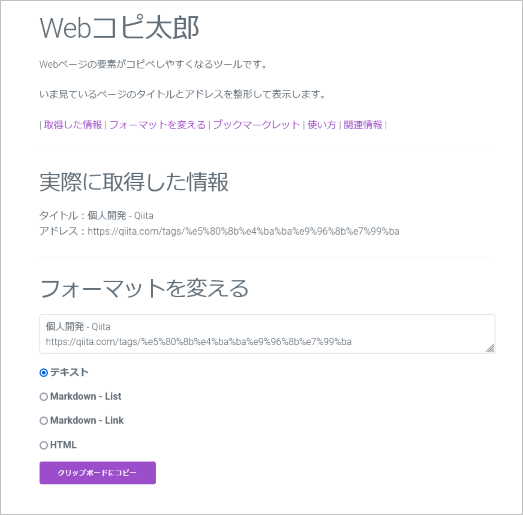 Webコピ太郎
Webページの要素がコピペしやすくなるツールです。
いま見ているページのタイトルとアドレスを整形して表示します。
| 取得した情報 | フォーマットを変える | ブックマークレット | 使い方 | 関連情報 |
実際に取得した情報
タイトル：個人開発 - Qiita
アドレス：https://qiita.com/tags/%e5%80%8b%e4%ba%ba%e9%96%8b%e7%99%ba
フォーマットを変える
個人開発 - Qiita
https://qiita.com/tags/%e5%80%8b%e4%ba%ba%e9%96%8b%e7%99%ba
テキスト
Markdown - List
Markdown - Link
HTML
クリップボードにコピー